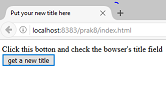 Put your new title here
localhost:8383/prak8/index.html
Click this botton and check the bowser's title field
get a new title